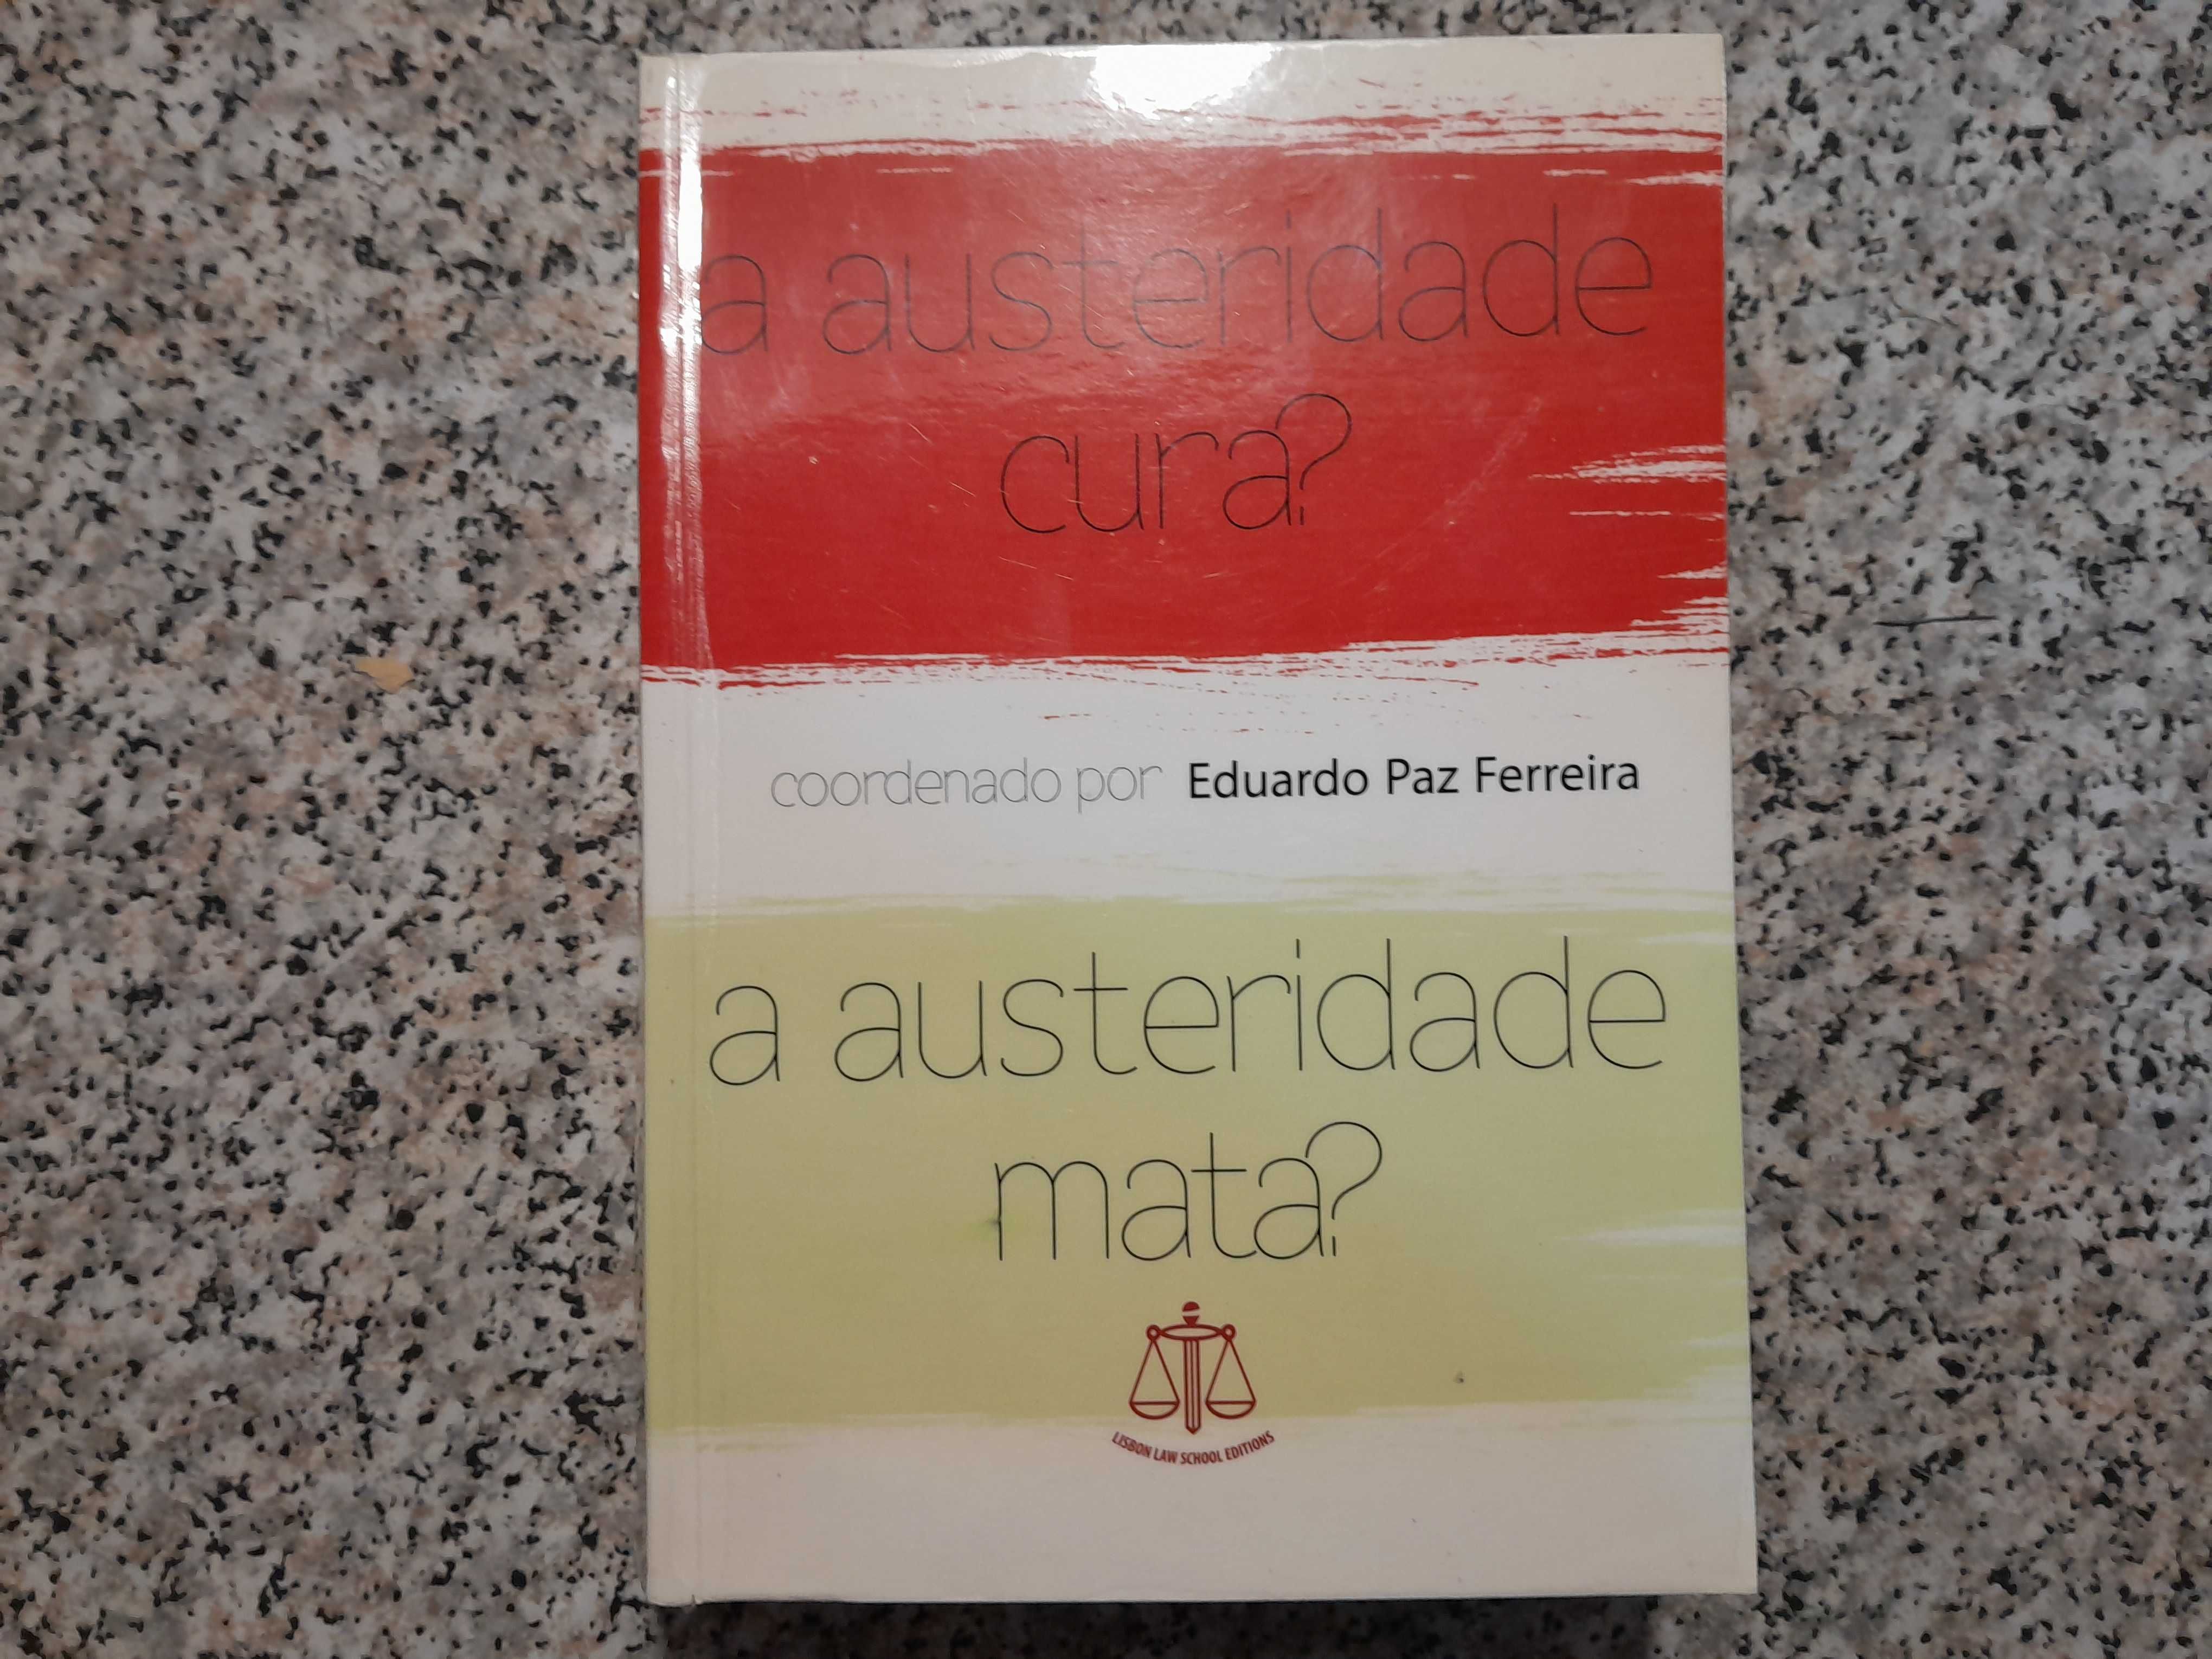 a austeridade
cura?
coordenado por Eduardo Paz Ferreira
a austeridade
mata?
LISBON LAW SCHOOL EDITIONS